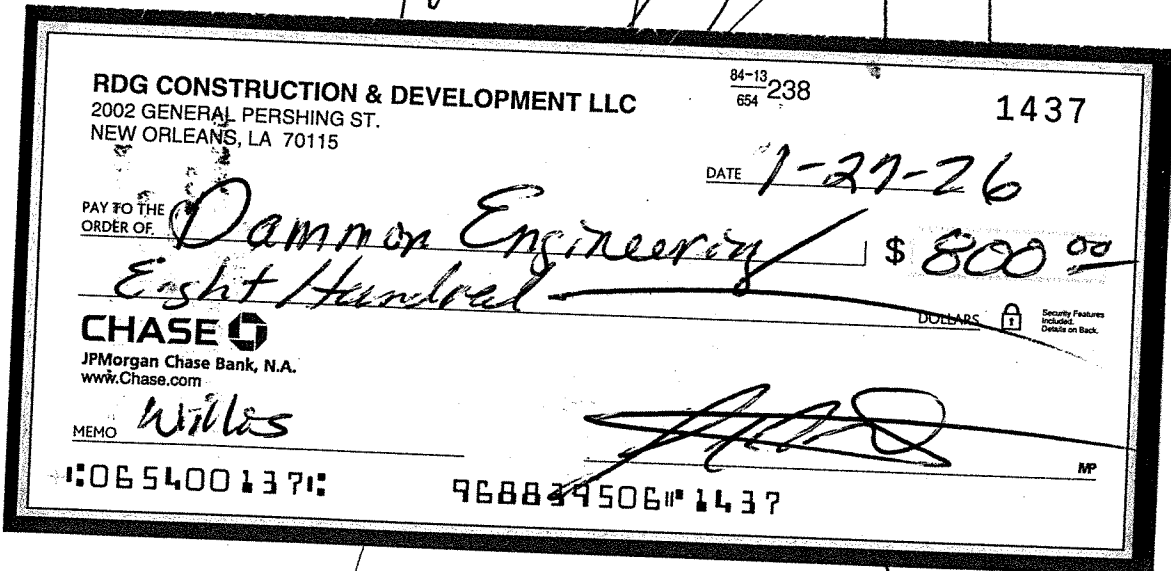 RDG CONSTRUCTION & DEVELOPMENT LLC
2002 GENERAL PERSHING ST.
NEW ORLEANS, LA 70115
84-13 238
654
1437
DATE 1-27-26
PAY TO THE ORDER OF. Dammon Engineering $ 800 00
Eight Hundred DOLLARS
Security Features Included. Details on Back.
CHASE
JPMorgan Chase Bank, N.A.
www.Chase.com
MEMO Willis
MP
⑆065400137⑆ 968839506⑈ 1437